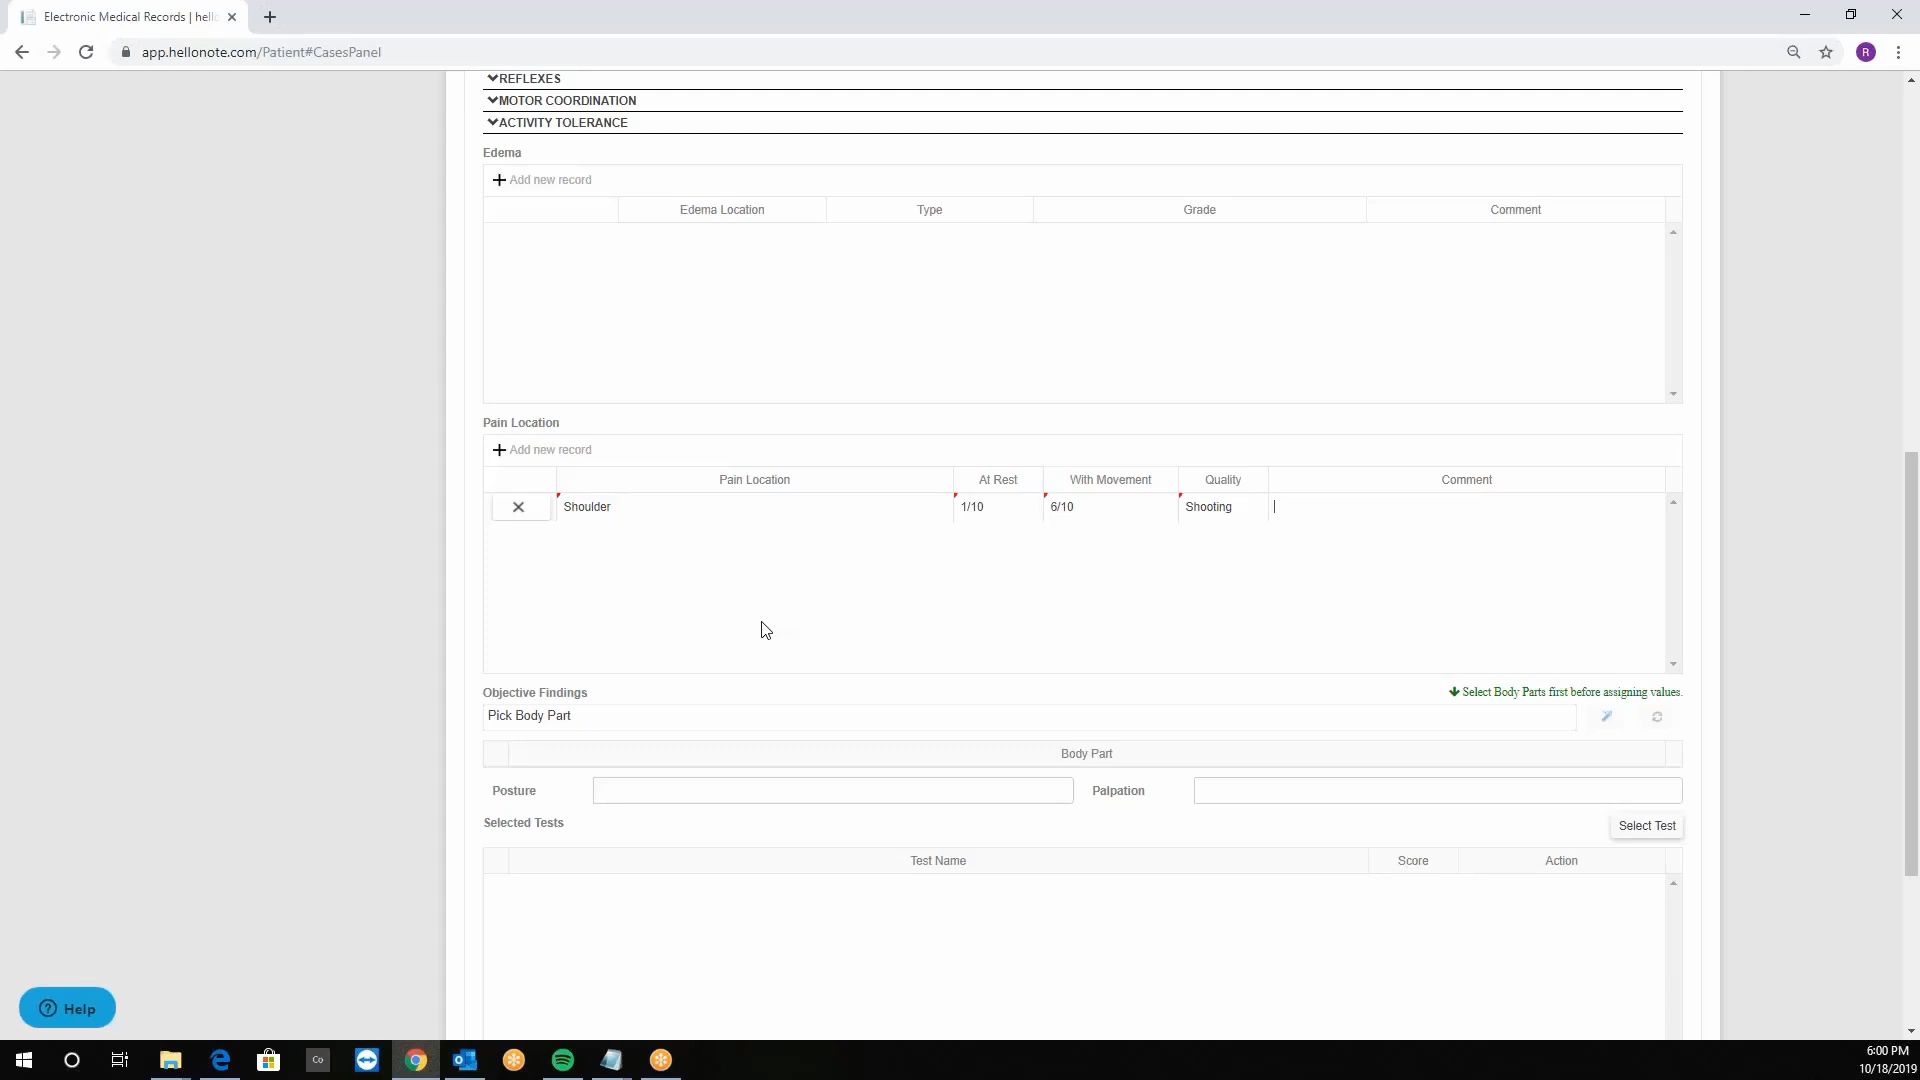 Electronic Medical Records | hello
app.hellonote.com/Patient#CasesPanel
R
REFLEXES
MOTOR COORDINATION
ACTIVITY TOLERANCE
Edema
Add new record
Edema Location Type Grade Comment
Pain Location
Add new record
Pain Location At Rest With Movement Quality Comment
Shoulder 1/10 6/10 Shooting
Objective Findings Select Body Parts first before assigning values.
Pick Body Part
Body Part
Posture Palpation
Selected Tests Select Test
Test Name Score Action
Help
Co
6:00 PM
10/18/2019